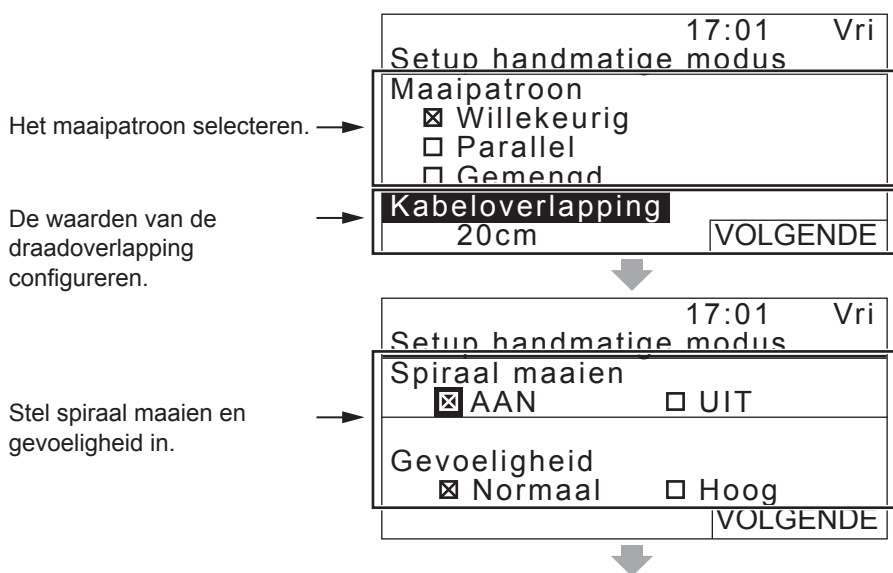 17:01 Vri
Setup handmatige modus
Het maaipatroon selecteren.
Maaipatroon
Willekeurig
Parallel
Gemengd
De waarden van de
draadoverlapping
configureren.
Kabeloverlapping
20cm VOLGENDE
17:01 Vri
Setup handmatige modus
Stel spiraal maaien en
gevoeligheid in.
Spiraal maaien
AAN UIT
Gevoeligheid
Normaal Hoog
VOLGENDE